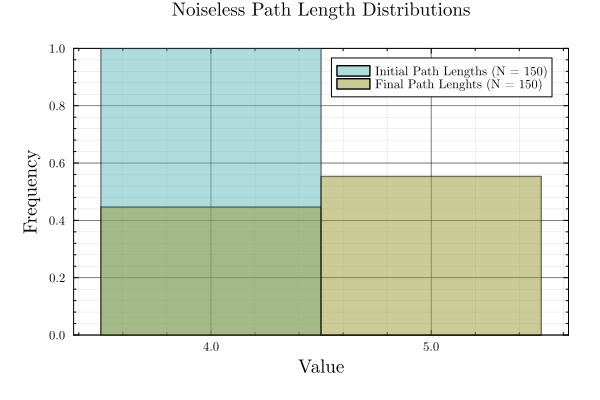 Noiseless Path Length Distributions
Initial Path Lengths (N = 150)
Final Path Lenghts (N = 150)
Frequency
1.0
0.8
0.6
0.4
0.2
0.0
4.0
5.0
Value